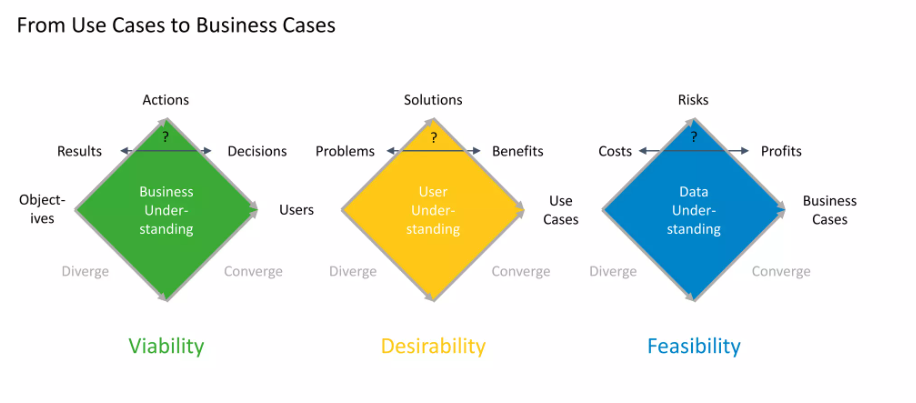 From Use Cases to Business Cases
Actions
Solutions
Risks
?
?
?
Results
Decisions
Problems
Benefits
Costs
Profits
Object-
ives
Business
Under-
standing
Users
User
Under-
standing
Use
Cases
Data
Under-
standing
Business
Cases
Diverge
Converge
Diverge
Converge
Diverge
Converge
Viability
Desirability
Feasibility